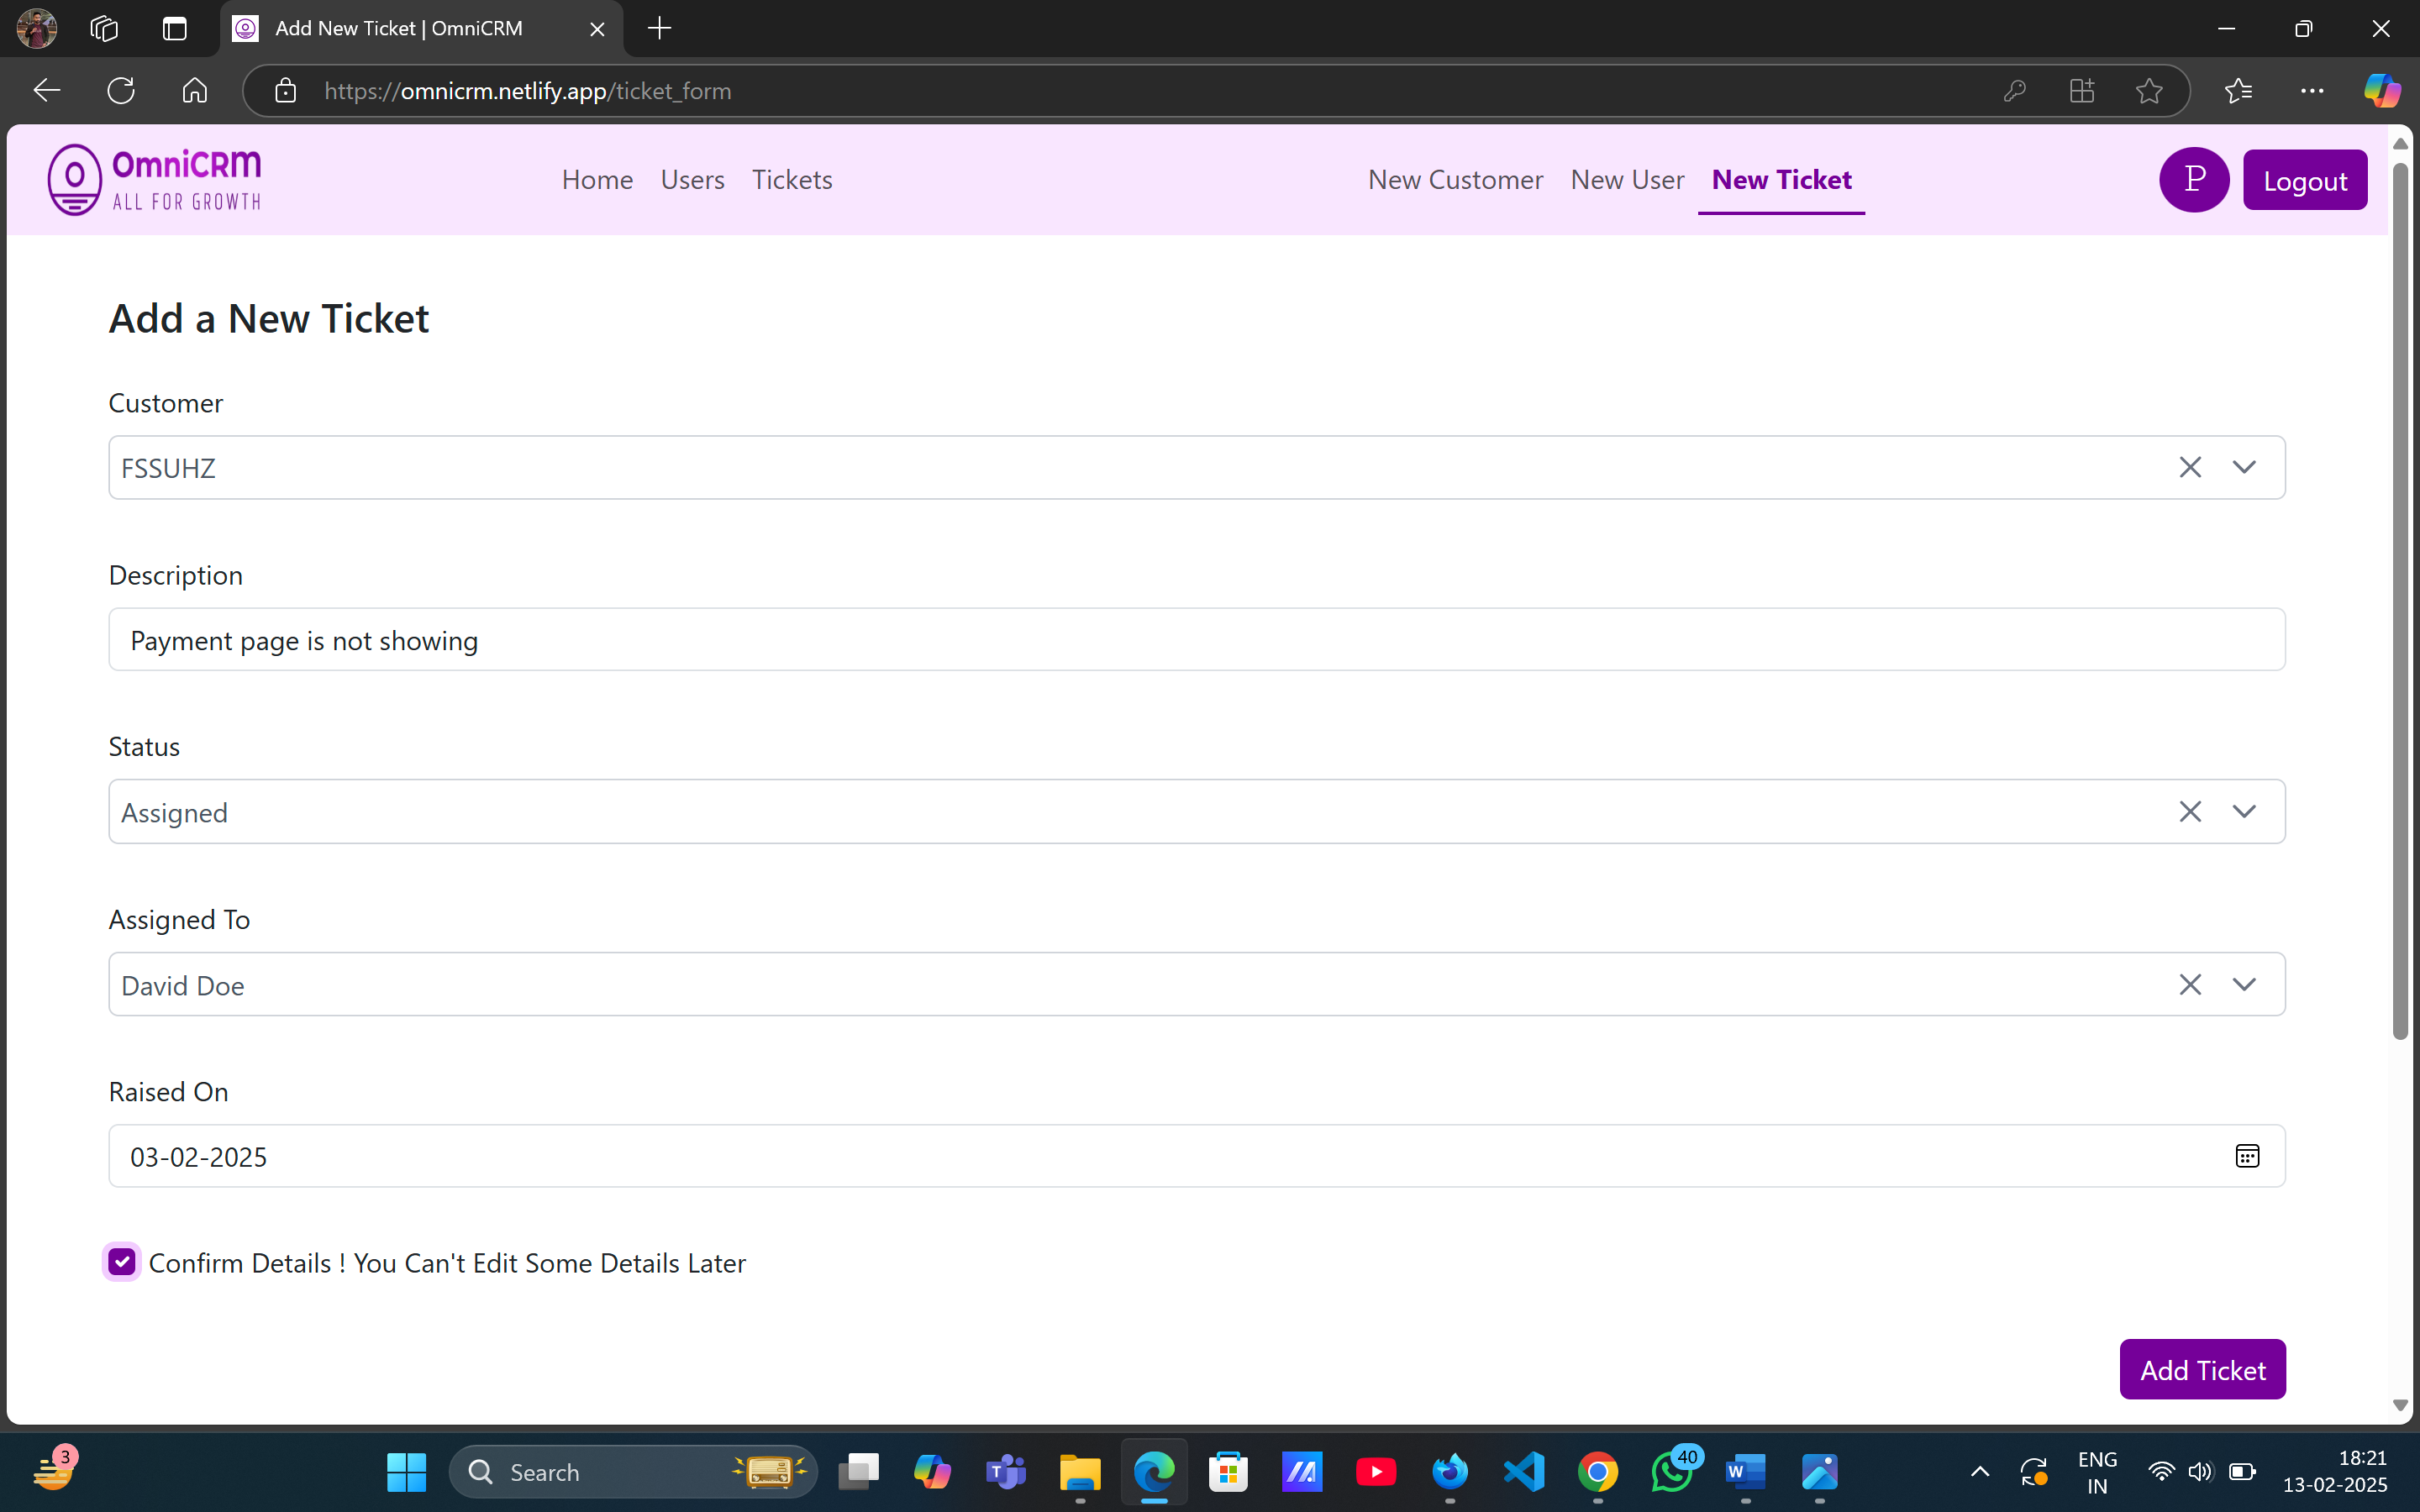 Add New Ticket | OmniCRM
https://omnicrm.netlify.app/ticket_form
OmniCRM
ALL FOR GROWTH
Home Users Tickets New Customer New User New Ticket P Logout
Add a New Ticket
Customer
FSSUHZ
Description
Payment page is not showing
Status
Assigned
Assigned To
David Doe
Raised On
03-02-2025
Confirm Details ! You Can't Edit Some Details Later
Add Ticket
3
Search
40
ENG
IN
18:21
13-02-2025